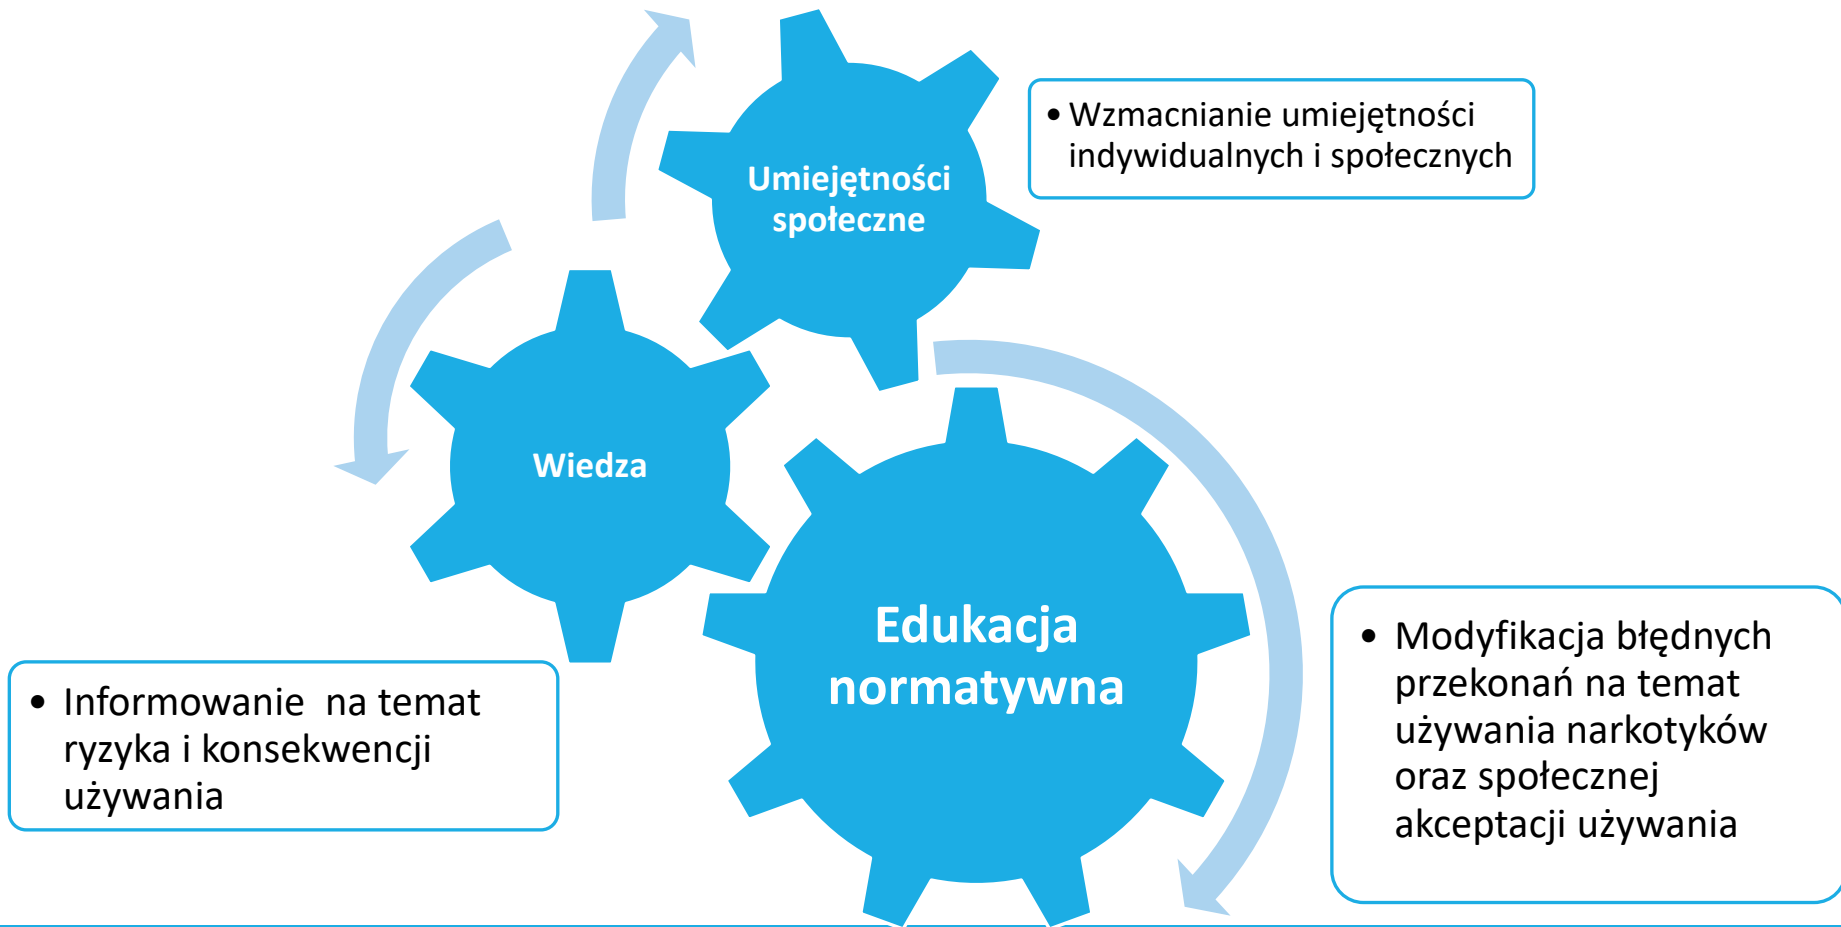 Umiejętności
społeczne
• Wzmacnianie umiejętności
indywidualnych i społecznych
Wiedza
• Informowanie  na temat
ryzyka i konsekwencji
używania
Edukacja
normatywna
• Modyfikacja błędnych
przekonań na temat
używania narkotyków
oraz społecznej
akceptacji używania